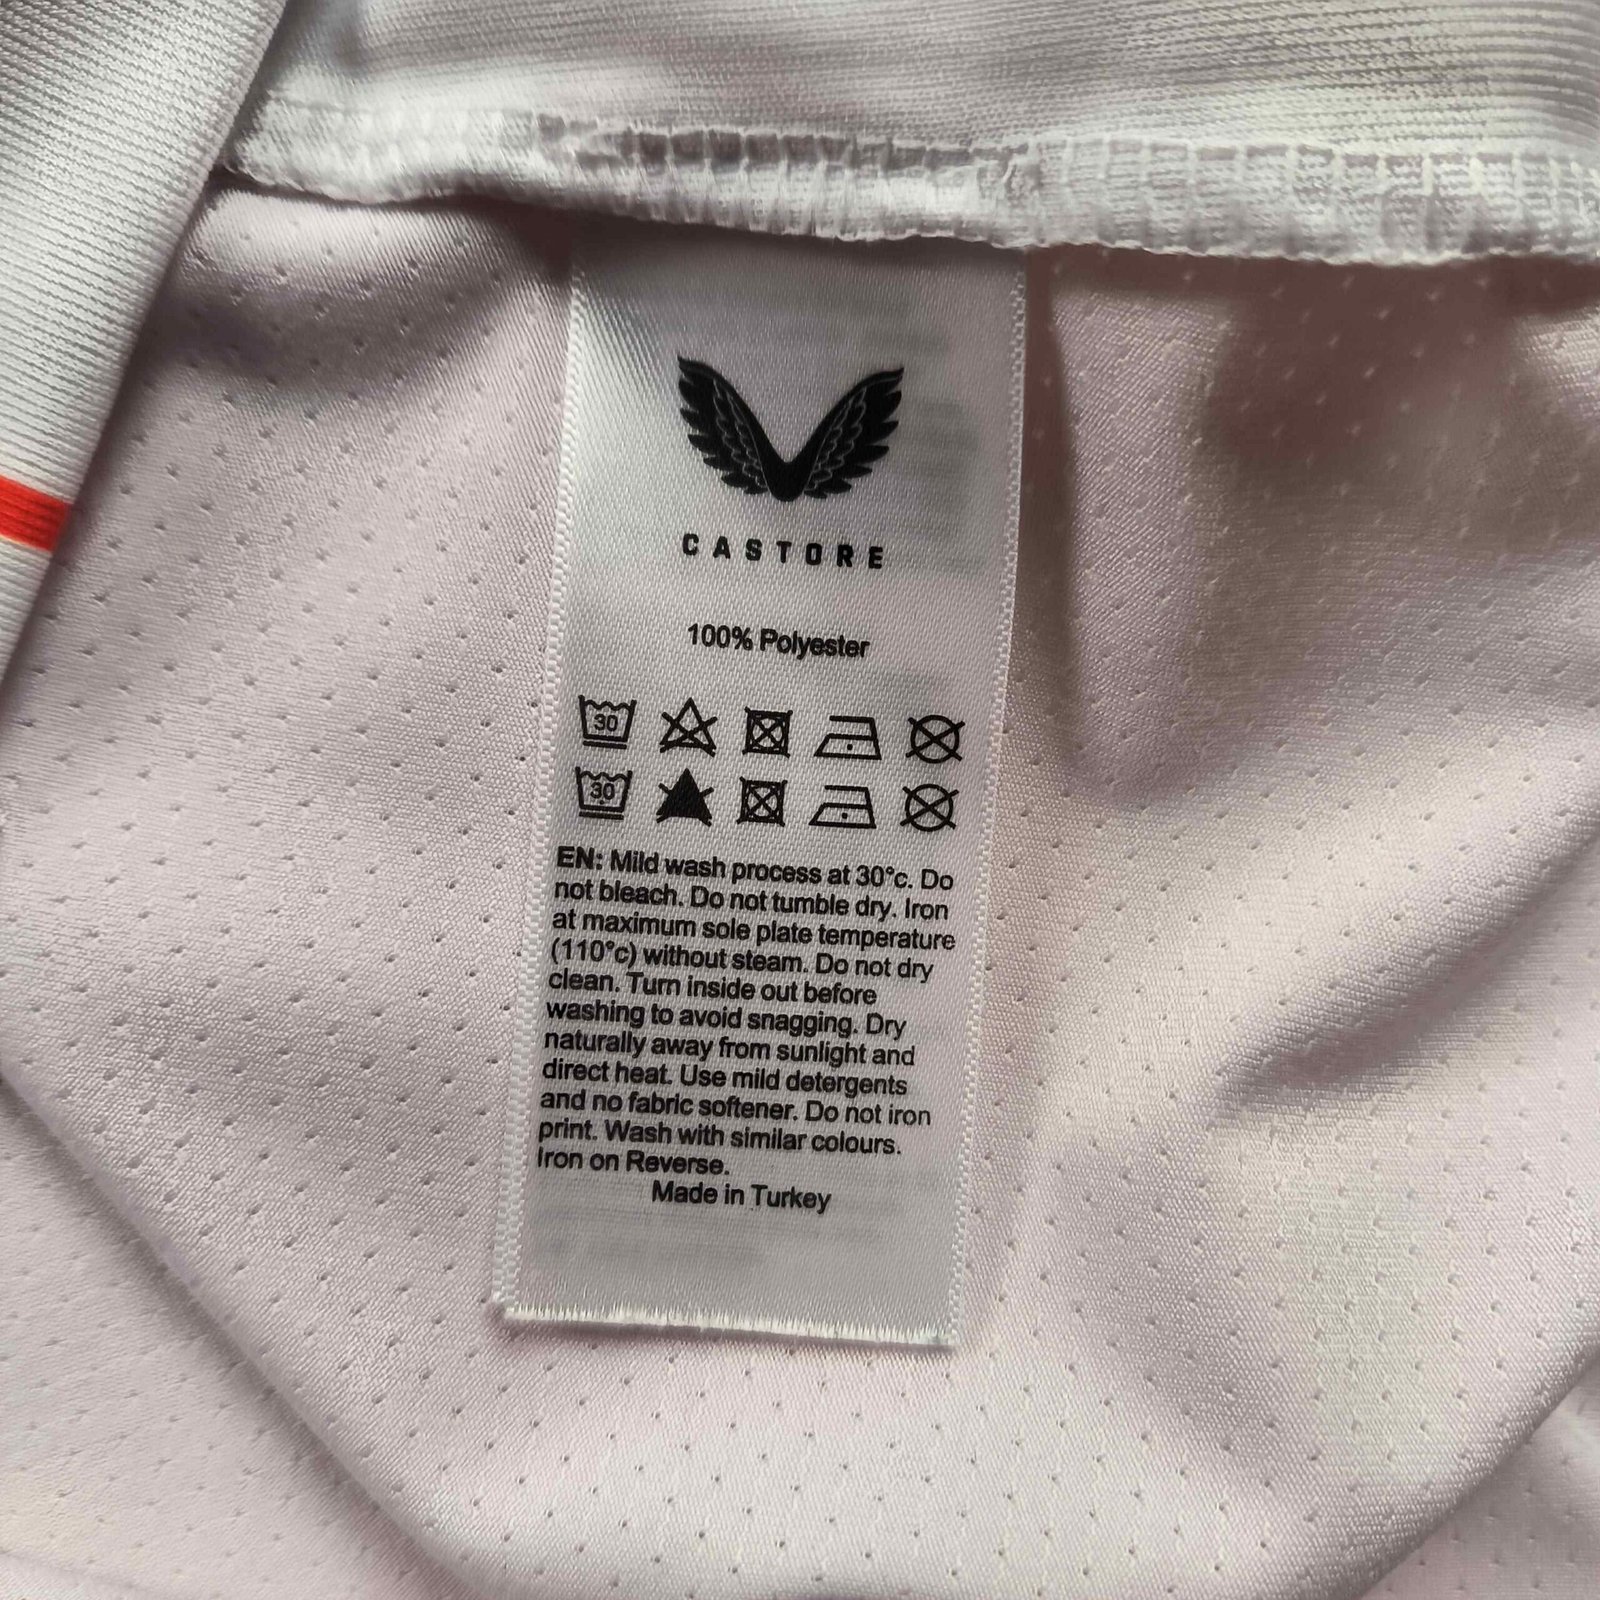 CASTORE
100% Polyester
30
30
EN: Mild wash process at 30°c. Do
not bleach. Do not tumble dry. Iron
at maximum sole plate temperature
(110°c) without steam. Do not dry
clean. Turn inside out before
washing to avoid snagging. Dry
naturally away from sunlight and
direct heat. Use mild detergents
and no fabric softener. Do not iron
print. Wash with similar colours.
Iron on Reverse.
Made in Turkey